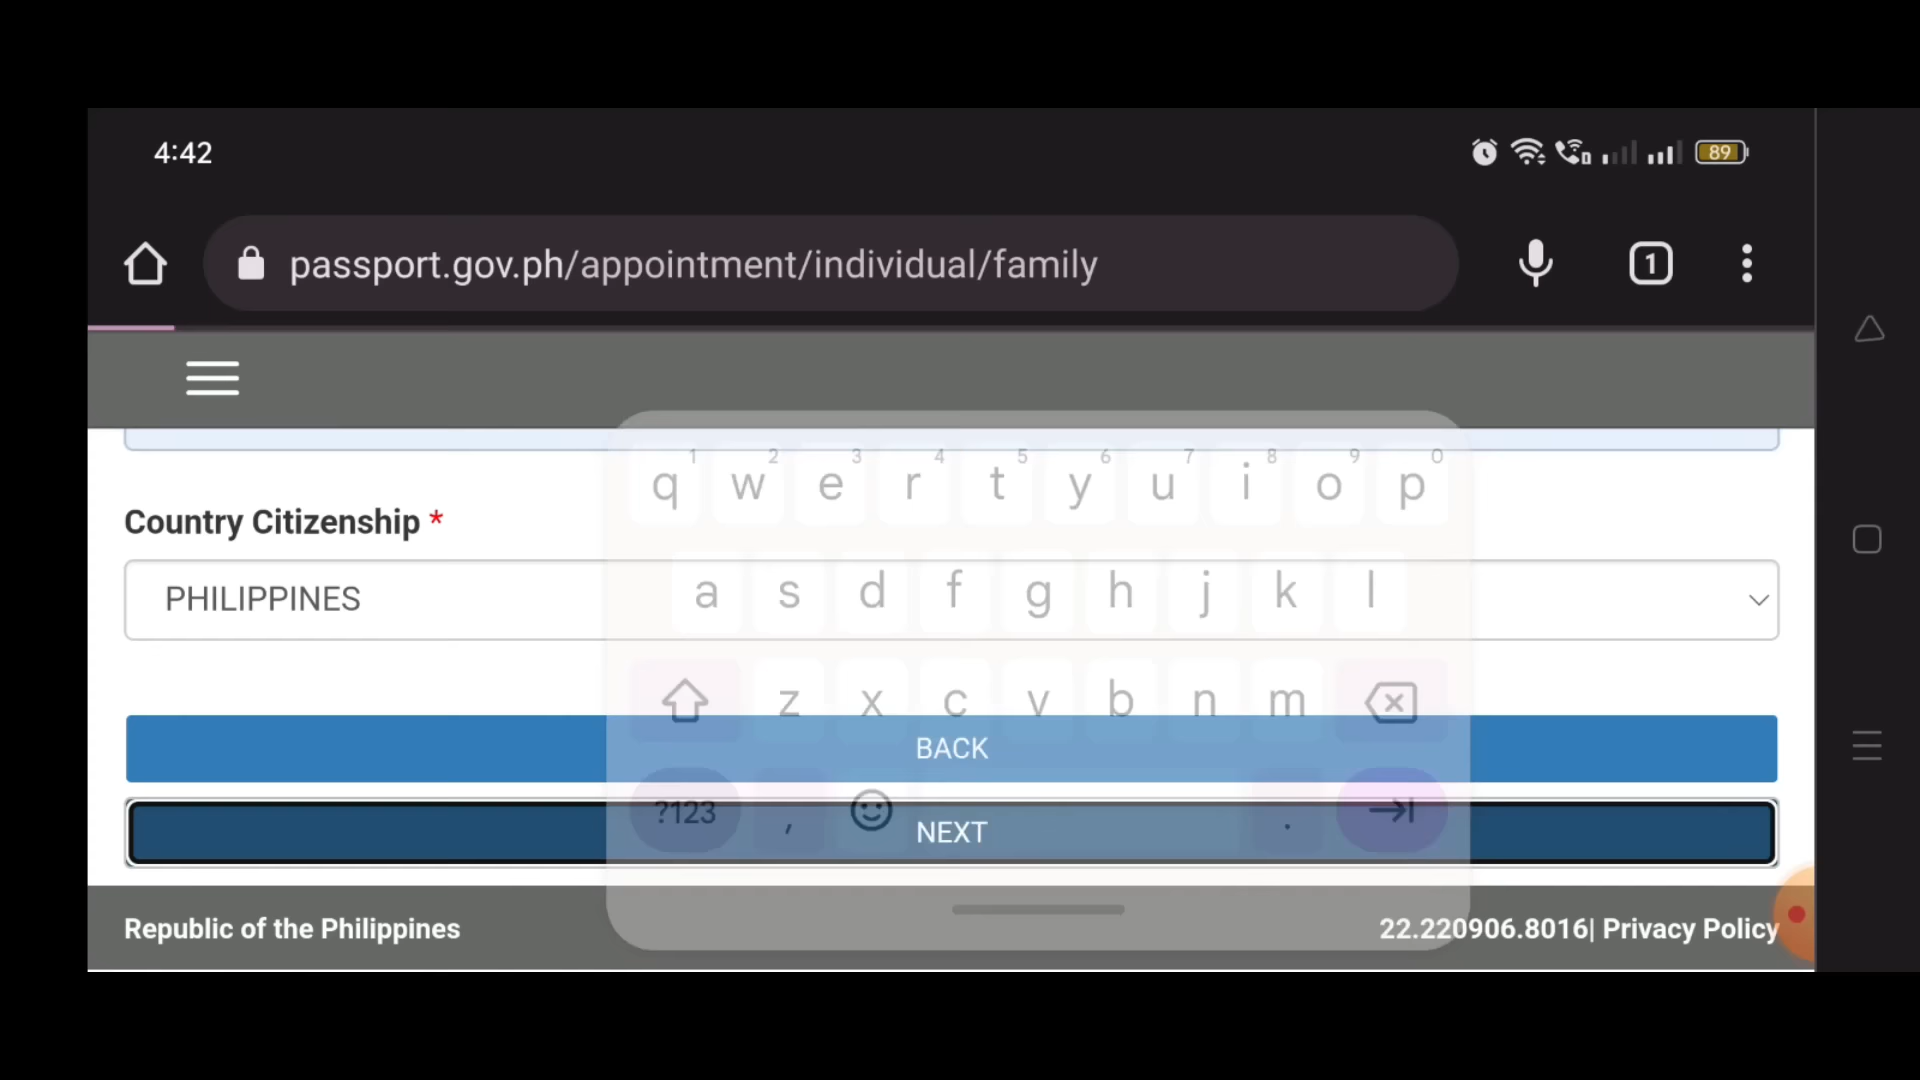 4:42
89
passport.gov.ph/appointment/individual/family
1
1 2 3 4 5 6 7 8 9 0
q w e r t y u i o p
Country Citizenship *
PHILIPPINES
a s d f g h j k l
z x c v b n m
BACK
?123 , .
NEXT
Republic of the Philippines
22.220906.8016| Privacy Policy